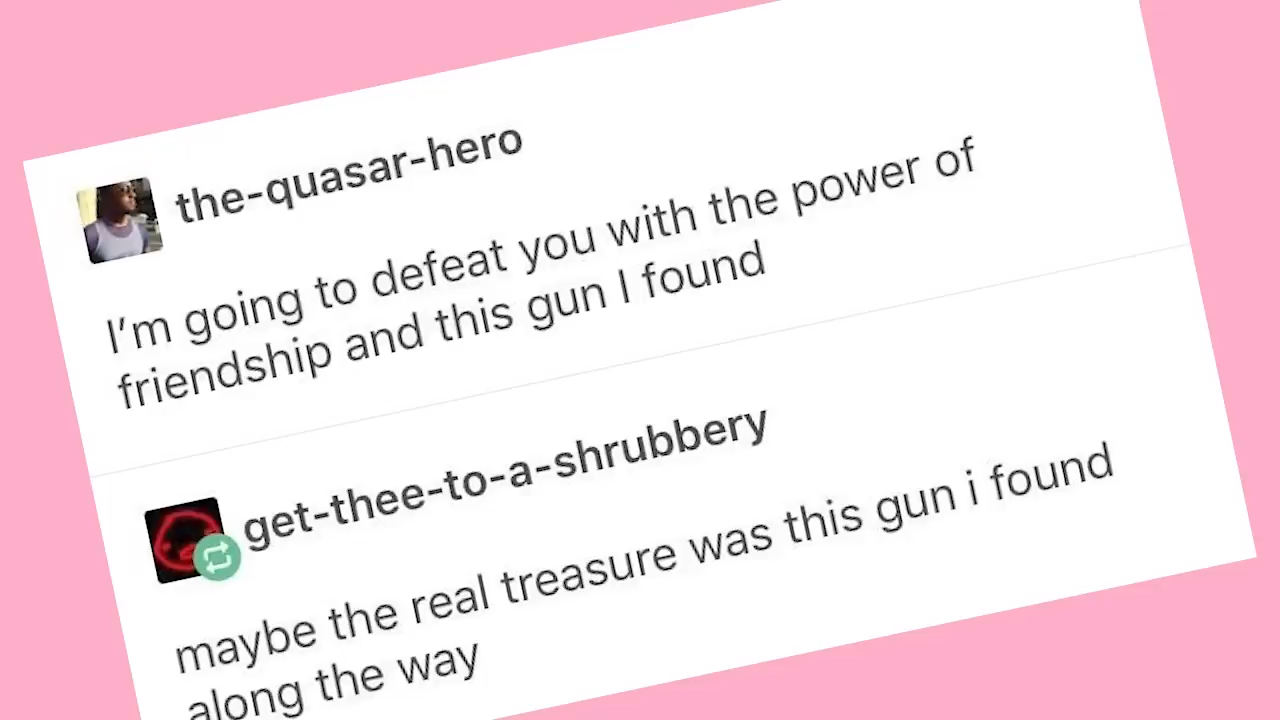 the-quasar-hero
I'm going to defeat you with the power of
friendship and this gun I found
get-thee-to-a-shrubbery
maybe the real treasure was this gun i found
along the way